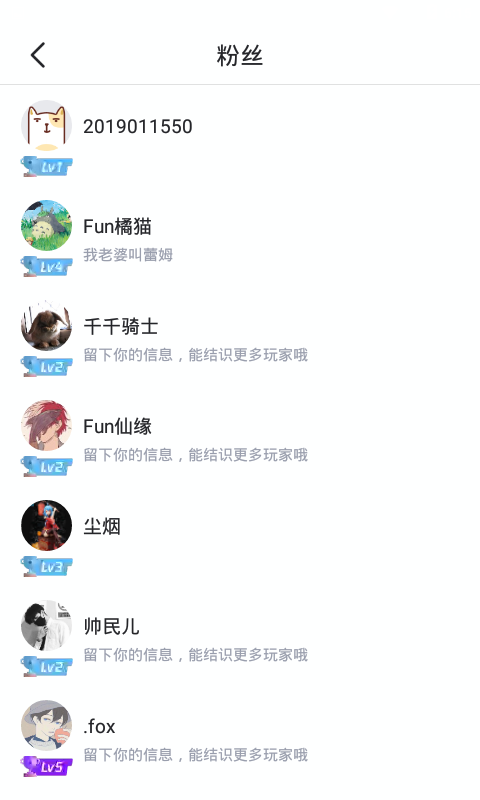 粉丝
2019011550
Lv1
Fun橘猫
我老婆叫蕾姆
Lv4
千千骑士
留下你的信息，能结识更多玩家哦
Lv2
Fun仙缘
留下你的信息，能结识更多玩家哦
Lv2
尘烟
Lv3
帅民儿
留下你的信息，能结识更多玩家哦
Lv2
.fox
留下你的信息，能结识更多玩家哦
Lv5